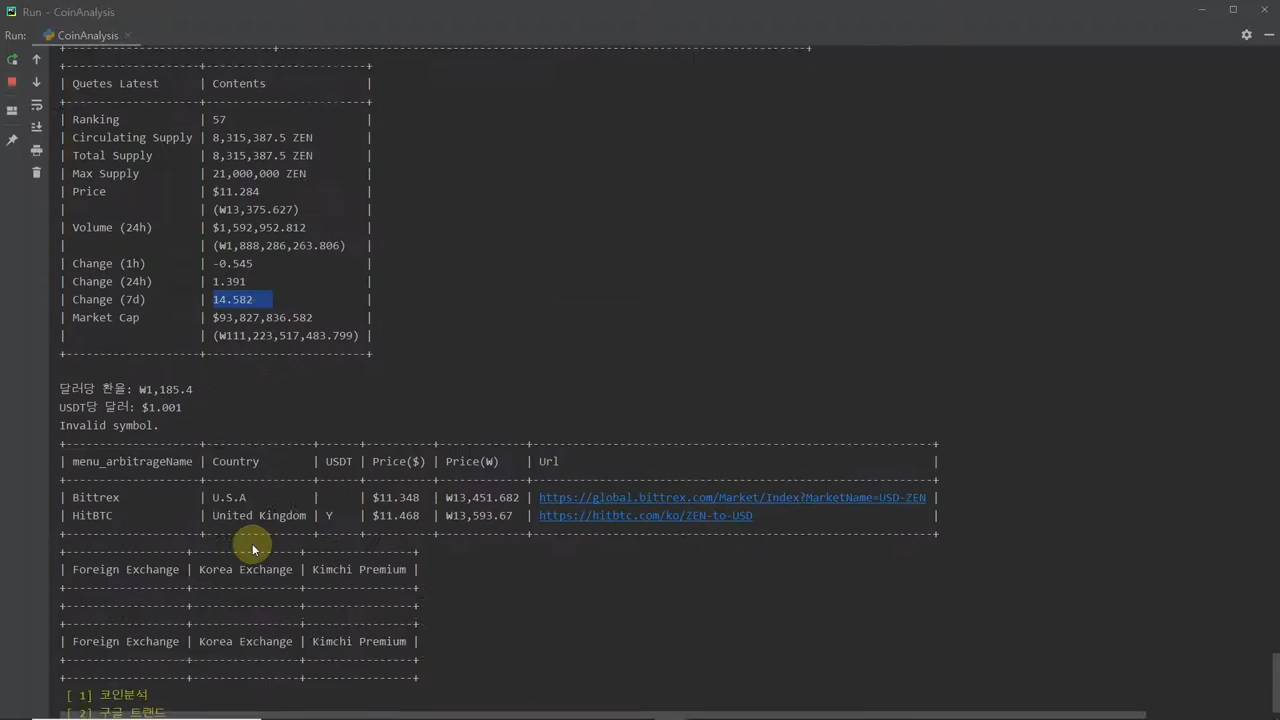 Run - CoinAnalysis
Run: CoinAnalysis
| Quotes Latest | Contents |
| Ranking | 57 |
| Circulating Supply | 8,315,387.5 ZEN |
| Total Supply | 8,315,387.5 ZEN |
| Max Supply | 21,000,000 ZEN |
| Price | $11.284 |
| | (₩13,375.627) |
| Volume (24h) | $1,592,952.812 |
| | (₩1,888,286,263.806) |
| Change (1h) | -0.545 |
| Change (24h) | 1.391 |
| Change (7d) | 14.582 |
| Market Cap | $93,827,836.582 |
| | (₩111,223,517,483.799) |
달러당 환율: ₩1,185.4
USDT당 달러: $1.001
Invalid symbol.
| menu_arbitrageName | Country | USDT | Price($) | Price(₩) | Url |
| Bittrex | U.S.A | | $11.348 | ₩13,451.682 | https://global.bittrex.com/Market/Index?MarketName=USD-ZEN |
| HitBTC | United Kingdom | Y | $11.468 | ₩13,593.67 | https://hitbtc.com/ko/ZEN-to-USD |
| Foreign Exchange | Korea Exchange | Kimchi Premium |
| Foreign Exchange | Korea Exchange | Kimchi Premium |
[ 1] 코인분석
[ 2] 구글 트렌드